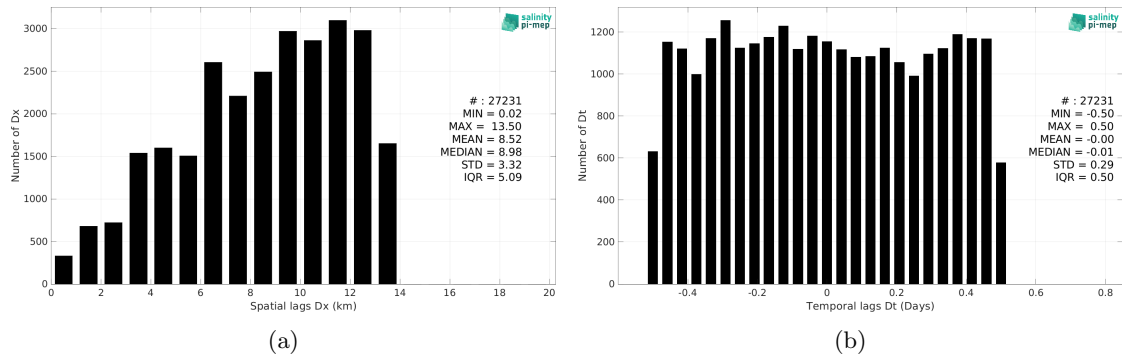 salinity
pi-mep
3000
2500
2000
1500
1000
500
0
Number of Dx
# : 27231
MIN = 0.02
MAX = 13.50
MEAN = 8.52
MEDIAN = 8.98
STD = 3.32
IQR = 5.09
0 2 4 6 8 10 12 14 16 18 20
Spatial lags Dx (km)
(a)
salinity
pi-mep
1200
1000
800
600
400
200
0
Number of Dt
# : 27231
MIN = -0.50
MAX = 0.50
MEAN = -0.00
MEDIAN = -0.01
STD = 0.29
IQR = 0.50
-0.4 -0.2 0 0.2 0.4 0.6 0.8
Temporal lags Dt (Days)
(b)